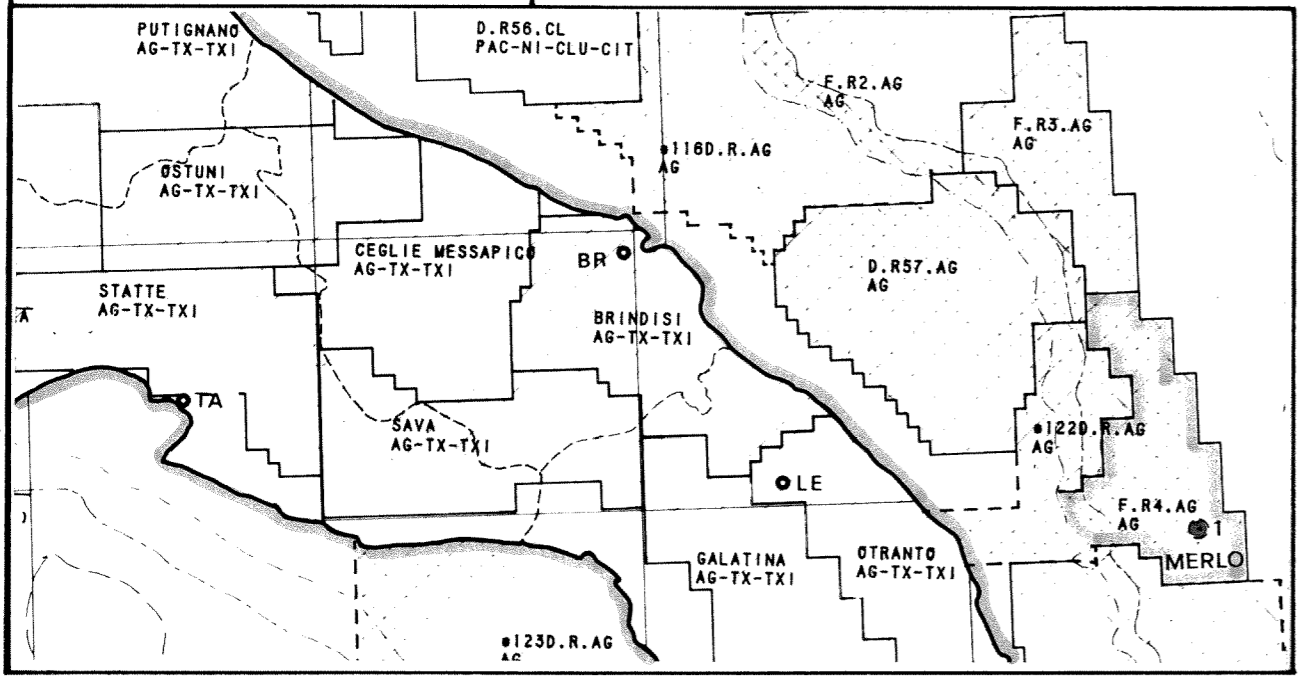 PUTIGNANO
AG-TX-TXI
D.R56.CL
PAC-NI-CLU-CIT
F.R2.AG
AG
F.R3.AG
AG
116D.R.AG
AG
OSTUNI
AG-TX-TXI
CEGLIE MESSAPICO
AG-TX-TXI
BR
D.R57.AG
AG
STATTE
AG-TX-TXI
A
BRINDISI
AG-TX-TXI
TA
SAVA
AG-TX-TXI
122D.R.AG
AG
LE
F.R4.AG
AG
1
MERLO
GALATINA
AG-TX-TXI
OTRANTO
AG-TX-TXI
123D.R.AG
AG